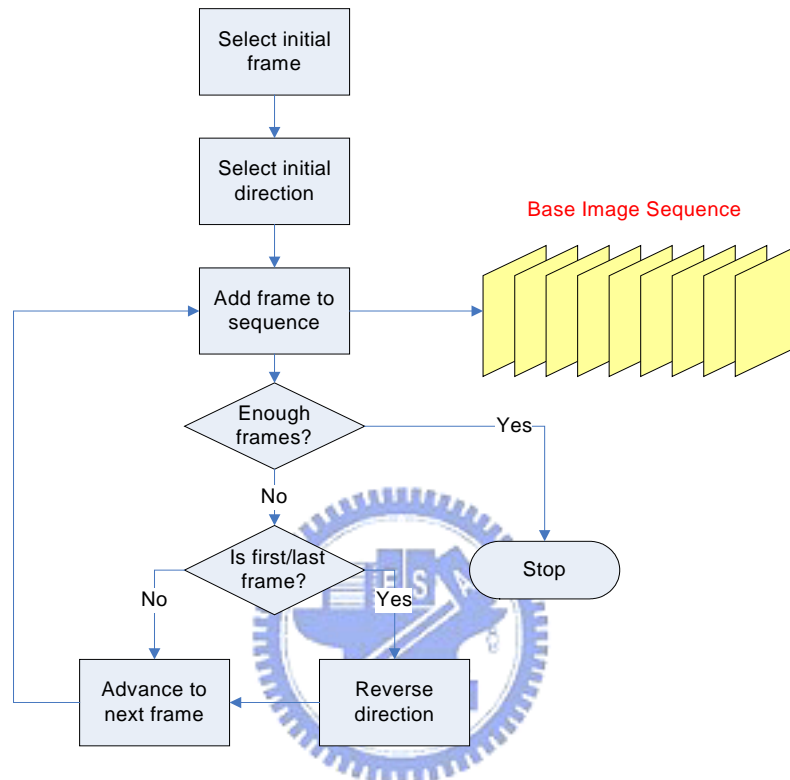 Select initial
frame
Select initial
direction
Base Image Sequence
Add frame to
sequence
Enough
frames?
Yes
No
Is first/last
frame?
Stop
No
Yes
Advance to
next frame
Reverse
direction
E S A